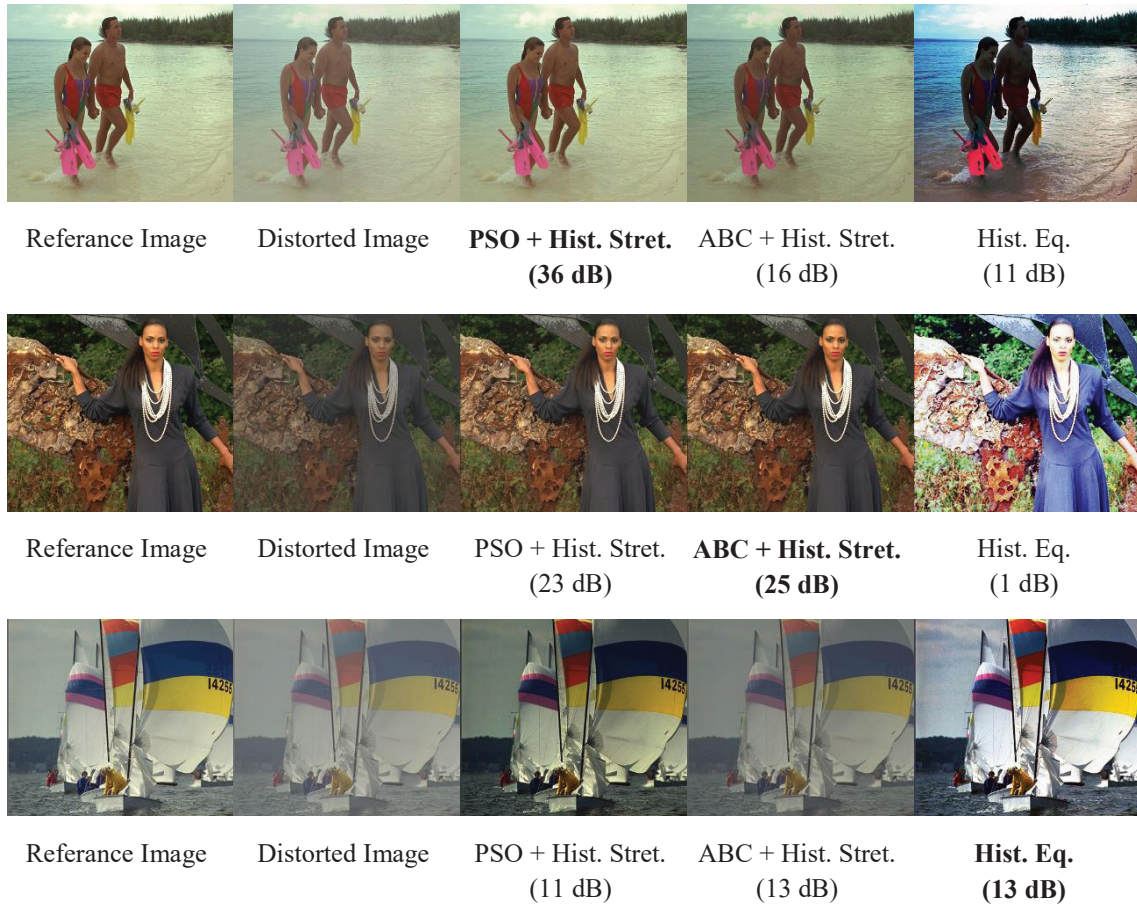 Referance Image
Distorted Image
PSO + Hist. Stret.
(36 dB)
ABC + Hist. Stret.
(16 dB)
Hist. Eq.
(11 dB)
Referance Image
Distorted Image
PSO + Hist. Stret.
(23 dB)
ABC + Hist. Stret.
(25 dB)
Hist. Eq.
(1 dB)
14255
14255
14255
14255
14255
Referance Image
Distorted Image
PSO + Hist. Stret.
(11 dB)
ABC + Hist. Stret.
(13 dB)
Hist. Eq.
(13 dB)